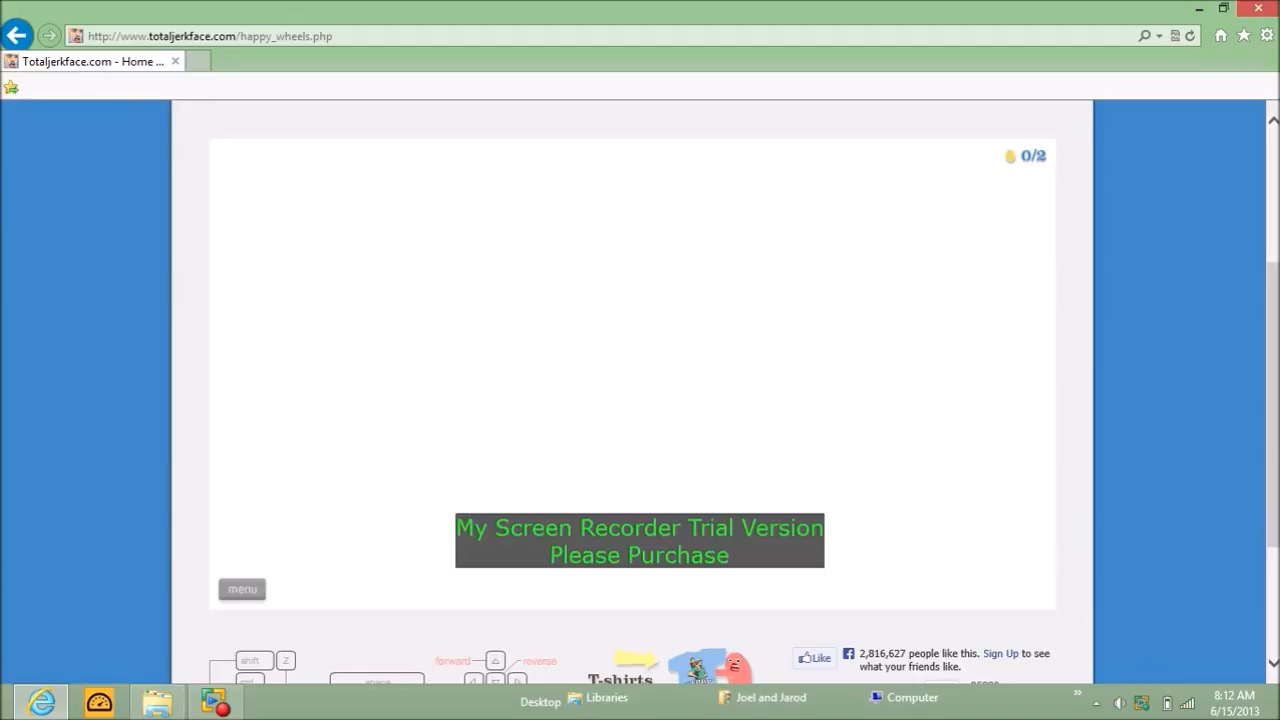 http://www.totaljerkface.com/happy_wheels.php
Totaljerkface.com - Home ...
0/2
My Screen Recorder Trial Version
Please Purchase
menu
shift
Z
forward
reverse
T-shirts
Like
2,816,627 people like this. Sign Up to see
what your friends like.
Desktop
Libraries
Joel and Jarod
Computer
8:12 AM
6/15/2013